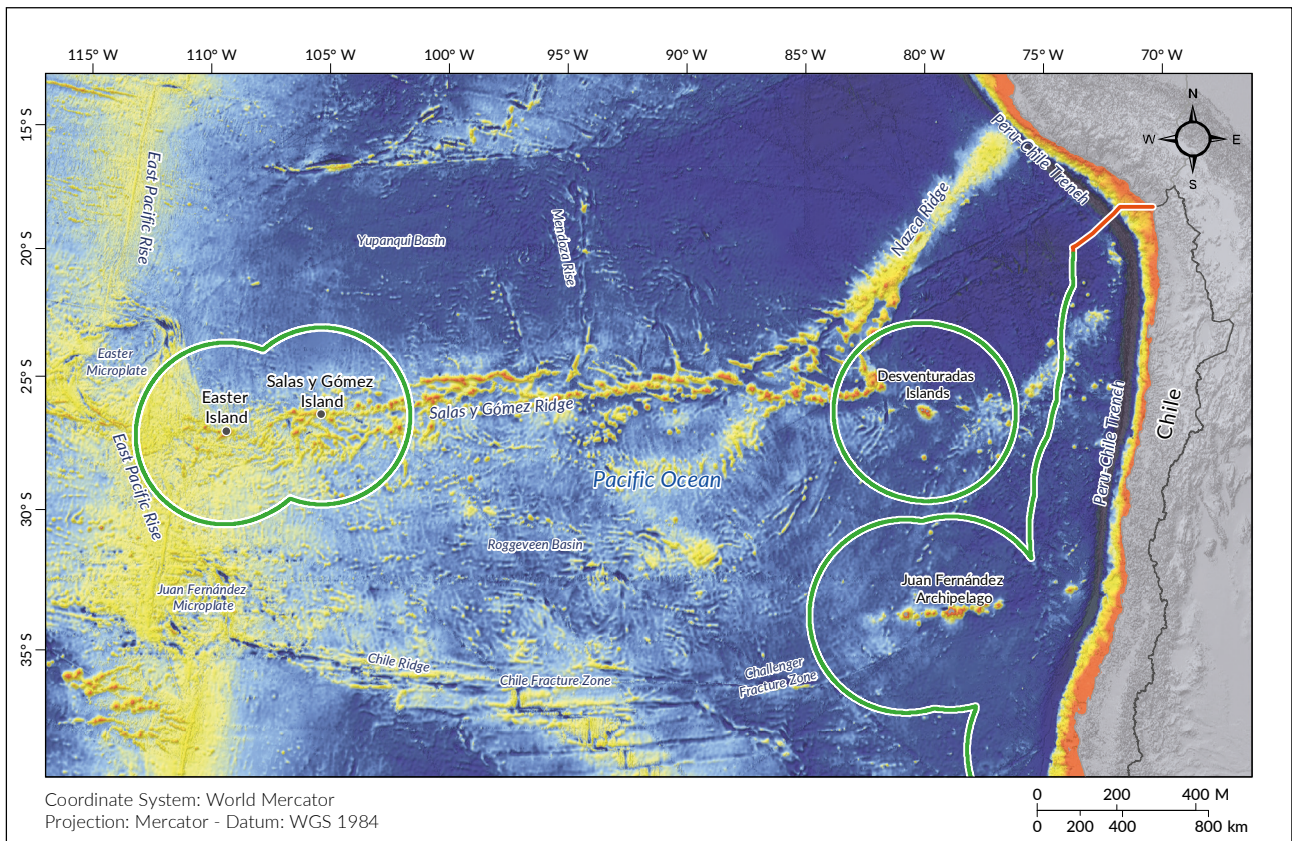 115° W 110° W 105° W 100° W 95° W 90° W 85° W 80° W 75° W 70° W
15° S
20° S
25° S
30° S
35° S
N
W E
S
Peru-Chile Trench
East Pacific Rise
Nazca Ridge
Mendoza Rise
Yupanqui Basin
Easter
Microplate
Easter
Island
Salas y Gómez
Island
Salas y Gómez Ridge
Desventuradas
Islands
Peru-Chile Trench
Chile
East Pacific Rise
Pacific Ocean
Roggeveen Basin
Juan Fernández
Microplate
Juan Fernández
Archipelago
Chile Ridge
Chile Fracture Zone
Challenger
Fracture Zone
Coordinate System: World Mercator
Projection: Mercator - Datum: WGS 1984
0 200 400 M
0 200 400 800 km